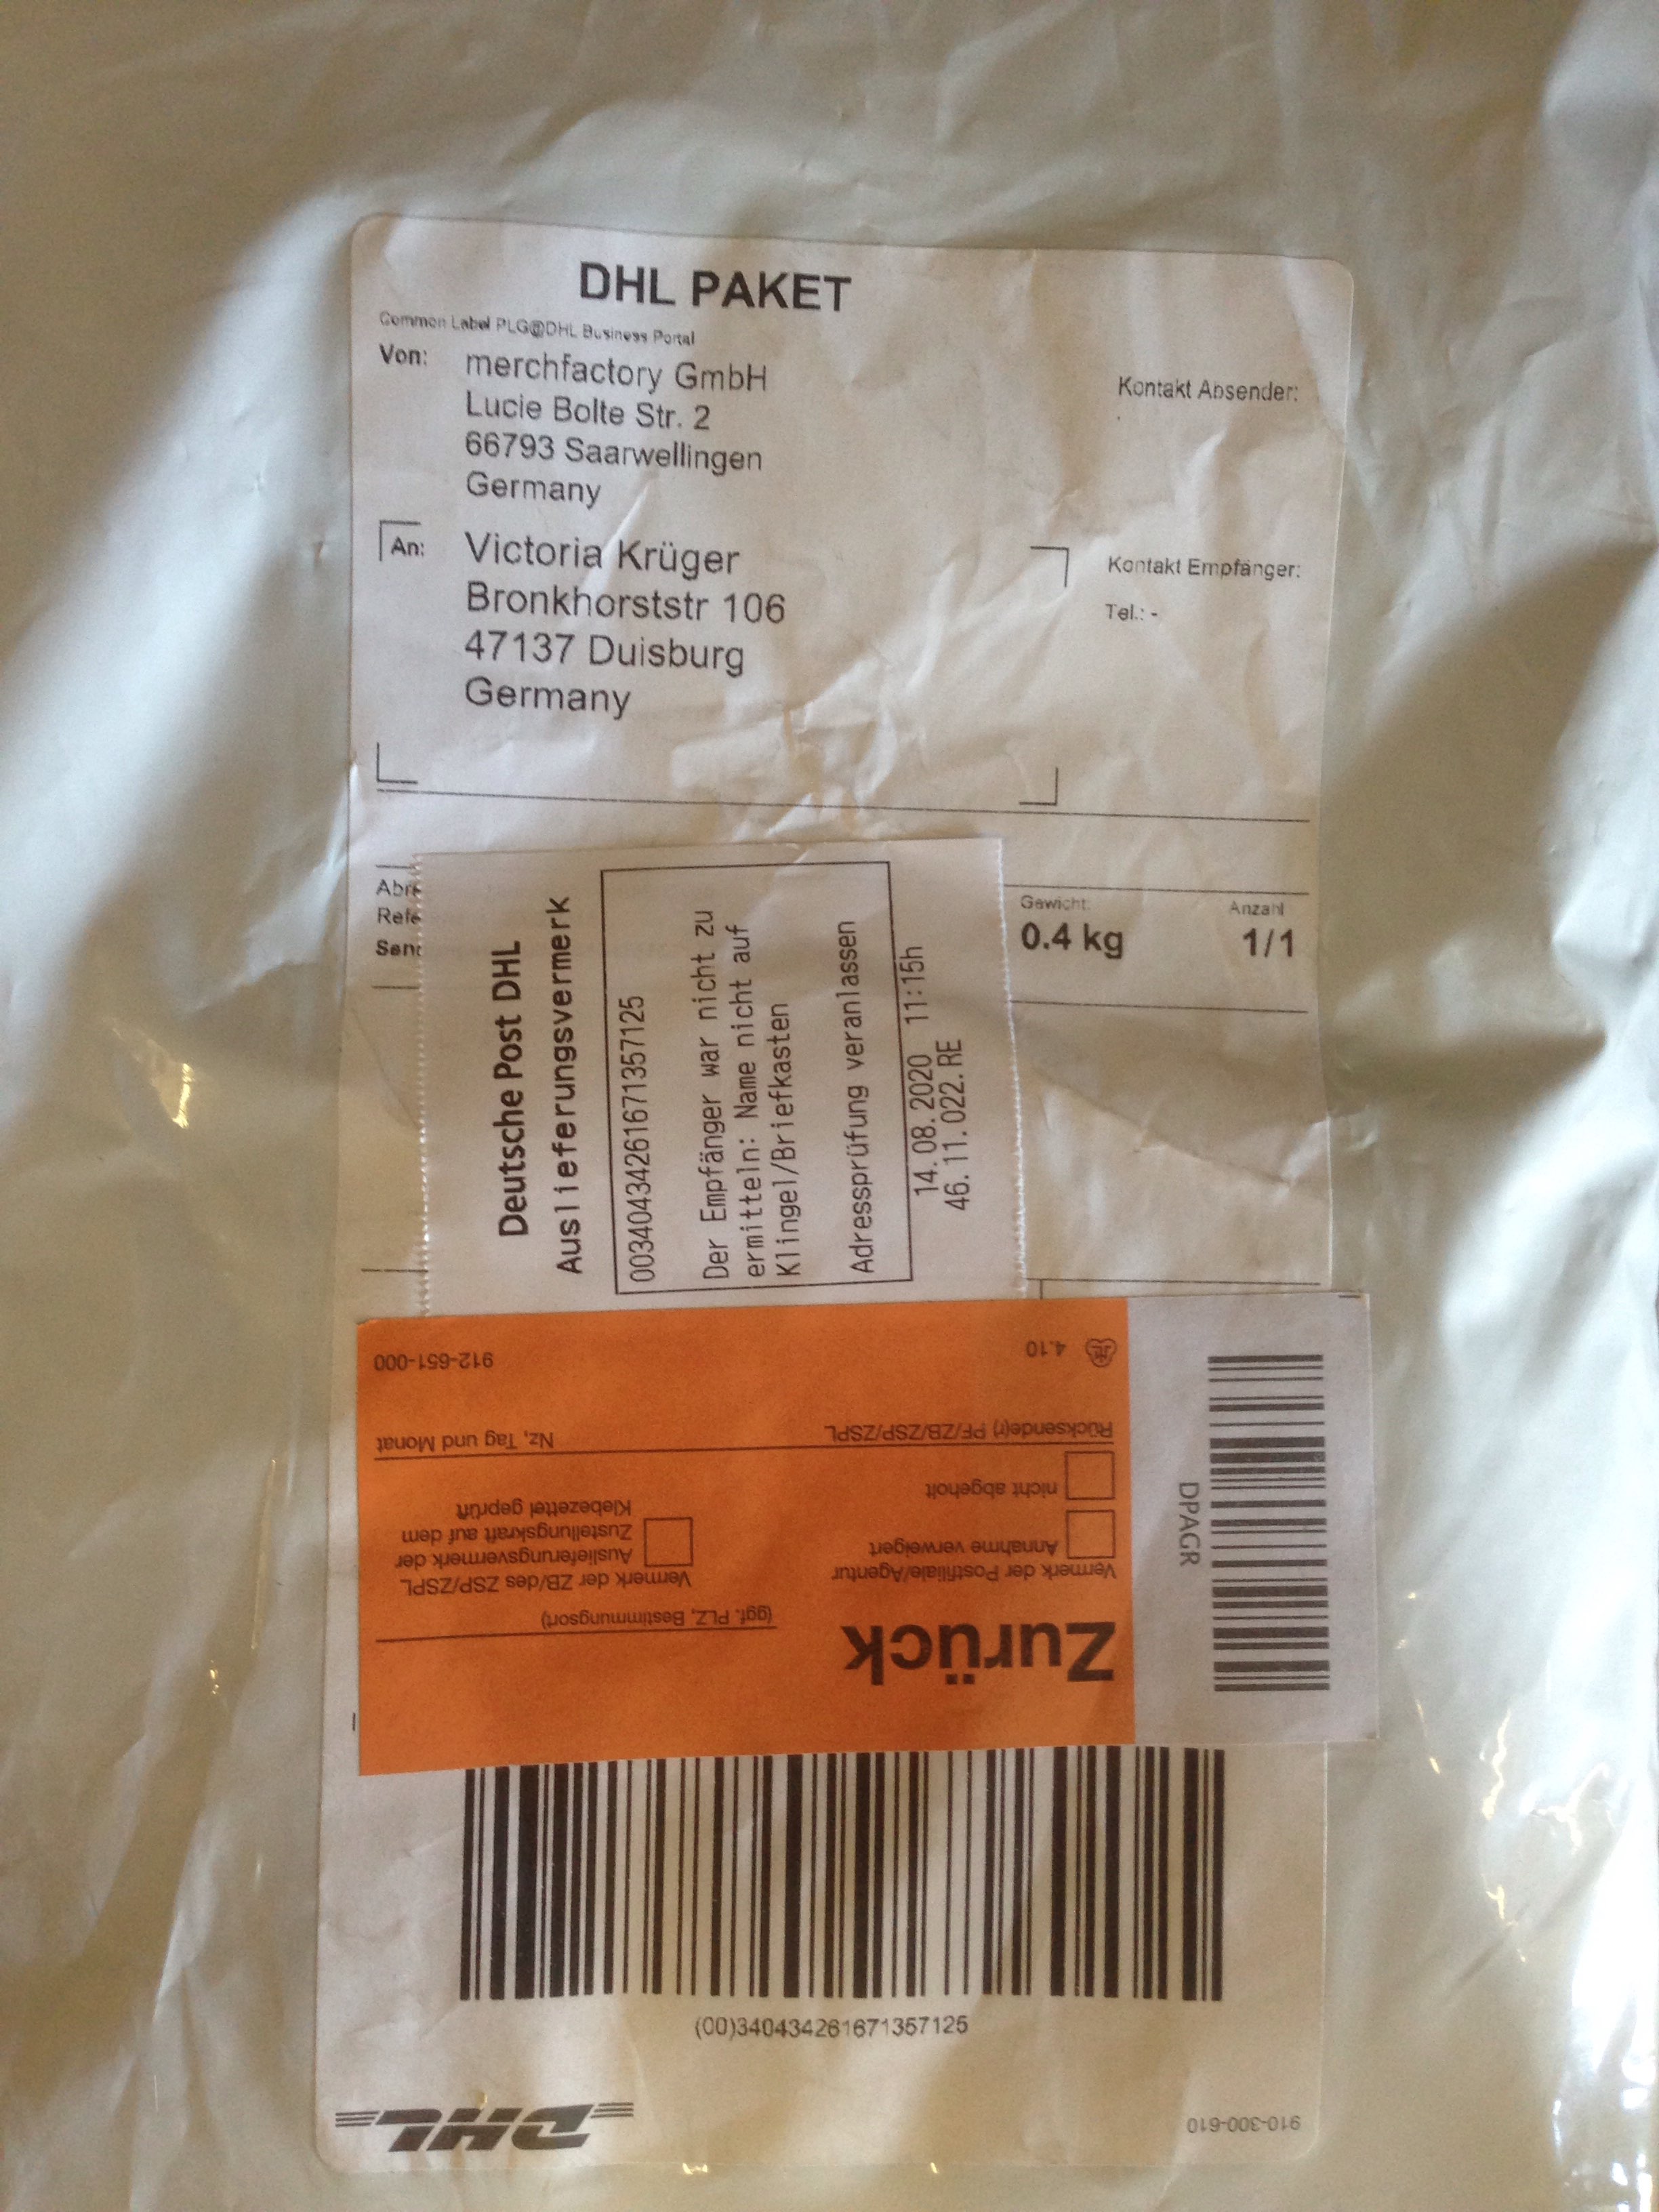 DHL PAKET
Common Label PLG@DHL Business Portal
Von:
merchfactory GmbH
Lucie Bolte Str. 2
66793 Saarwellingen
Germany
Kontakt Absender:
An:
Victoria Krüger
Bronkhorststr 106
47137 Duisburg
Germany
Kontakt Empfänger:
Tel.: -
Gewicht:
0.4 kg
Anzahl
1/1
Deutsche Post DHL
Auslieferungsvermerk
00340434261671357125
Der Empfänger war nicht zu
ermitteln: Name nicht auf
Klingel/Briefkasten
Adressprüfung veranlassen
14.08.2020 11:15h
46.11.022.RE
Zurück
(ggf. PLZ, Bestimmungsort)
Vermerk der Postfiliale/Agentur
Annahme verweigert
nicht abgeholt
Vermerk der ZB/des ZSP/ZSPL
Auslieferungsvermerk der
Zustellungskraft auf dem
Klebezettel geprüft
Rücksende(r) PF/ZB/ZSP/ZSPL
Nz, Tag und Monat
4.10
912-651-000
DPAGR
(00)340434261671357125
DHL
910-300-610